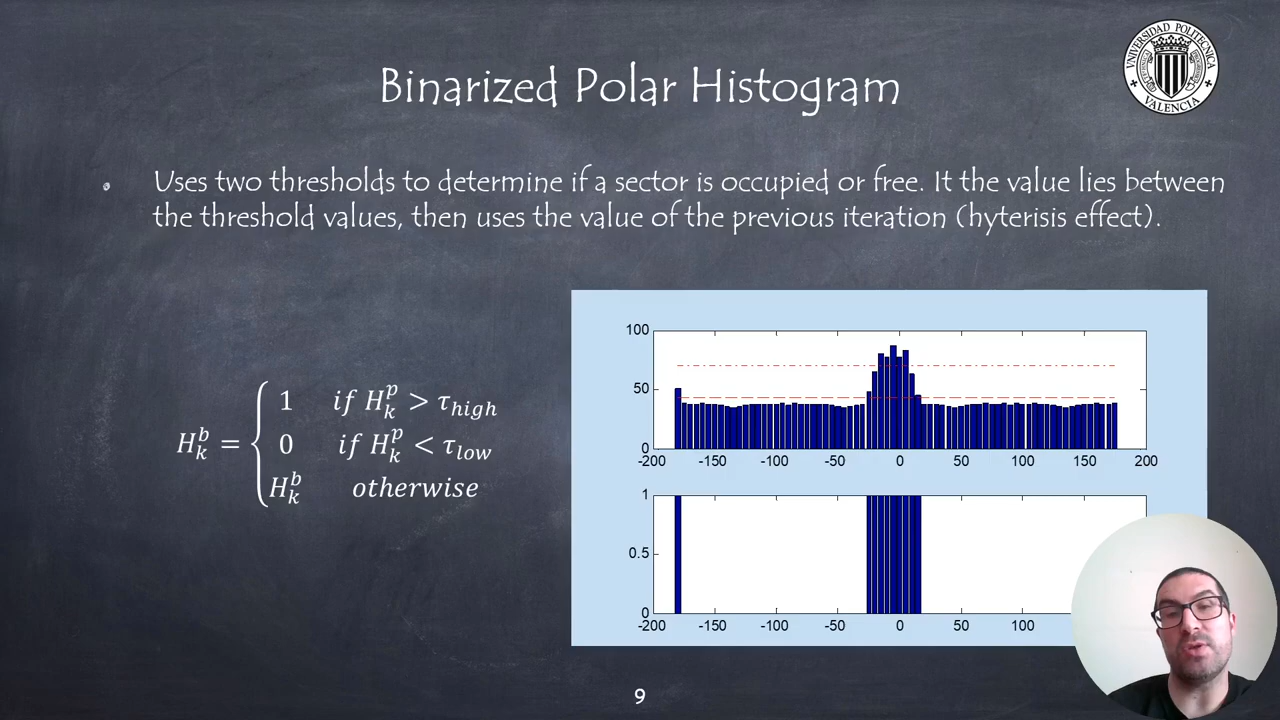 UNIVERSIDAD POLITECNICA
VALENCIA
Binarized Polar Histogram
Uses two thresholds to determine if a sector is occupied or free. It the value lies between
the threshold values, then uses the value of the previous iteration (hyterisis effect).
1 if H_k^p > τ_high
H_k^b = { 0 if H_k^p < τ_low
H_k^b otherwise
100
50
0
-200 -150 -100 -50 0 50 100 150 200
1
0.5
0
-200 -150 -100 -50 0 50 100
9